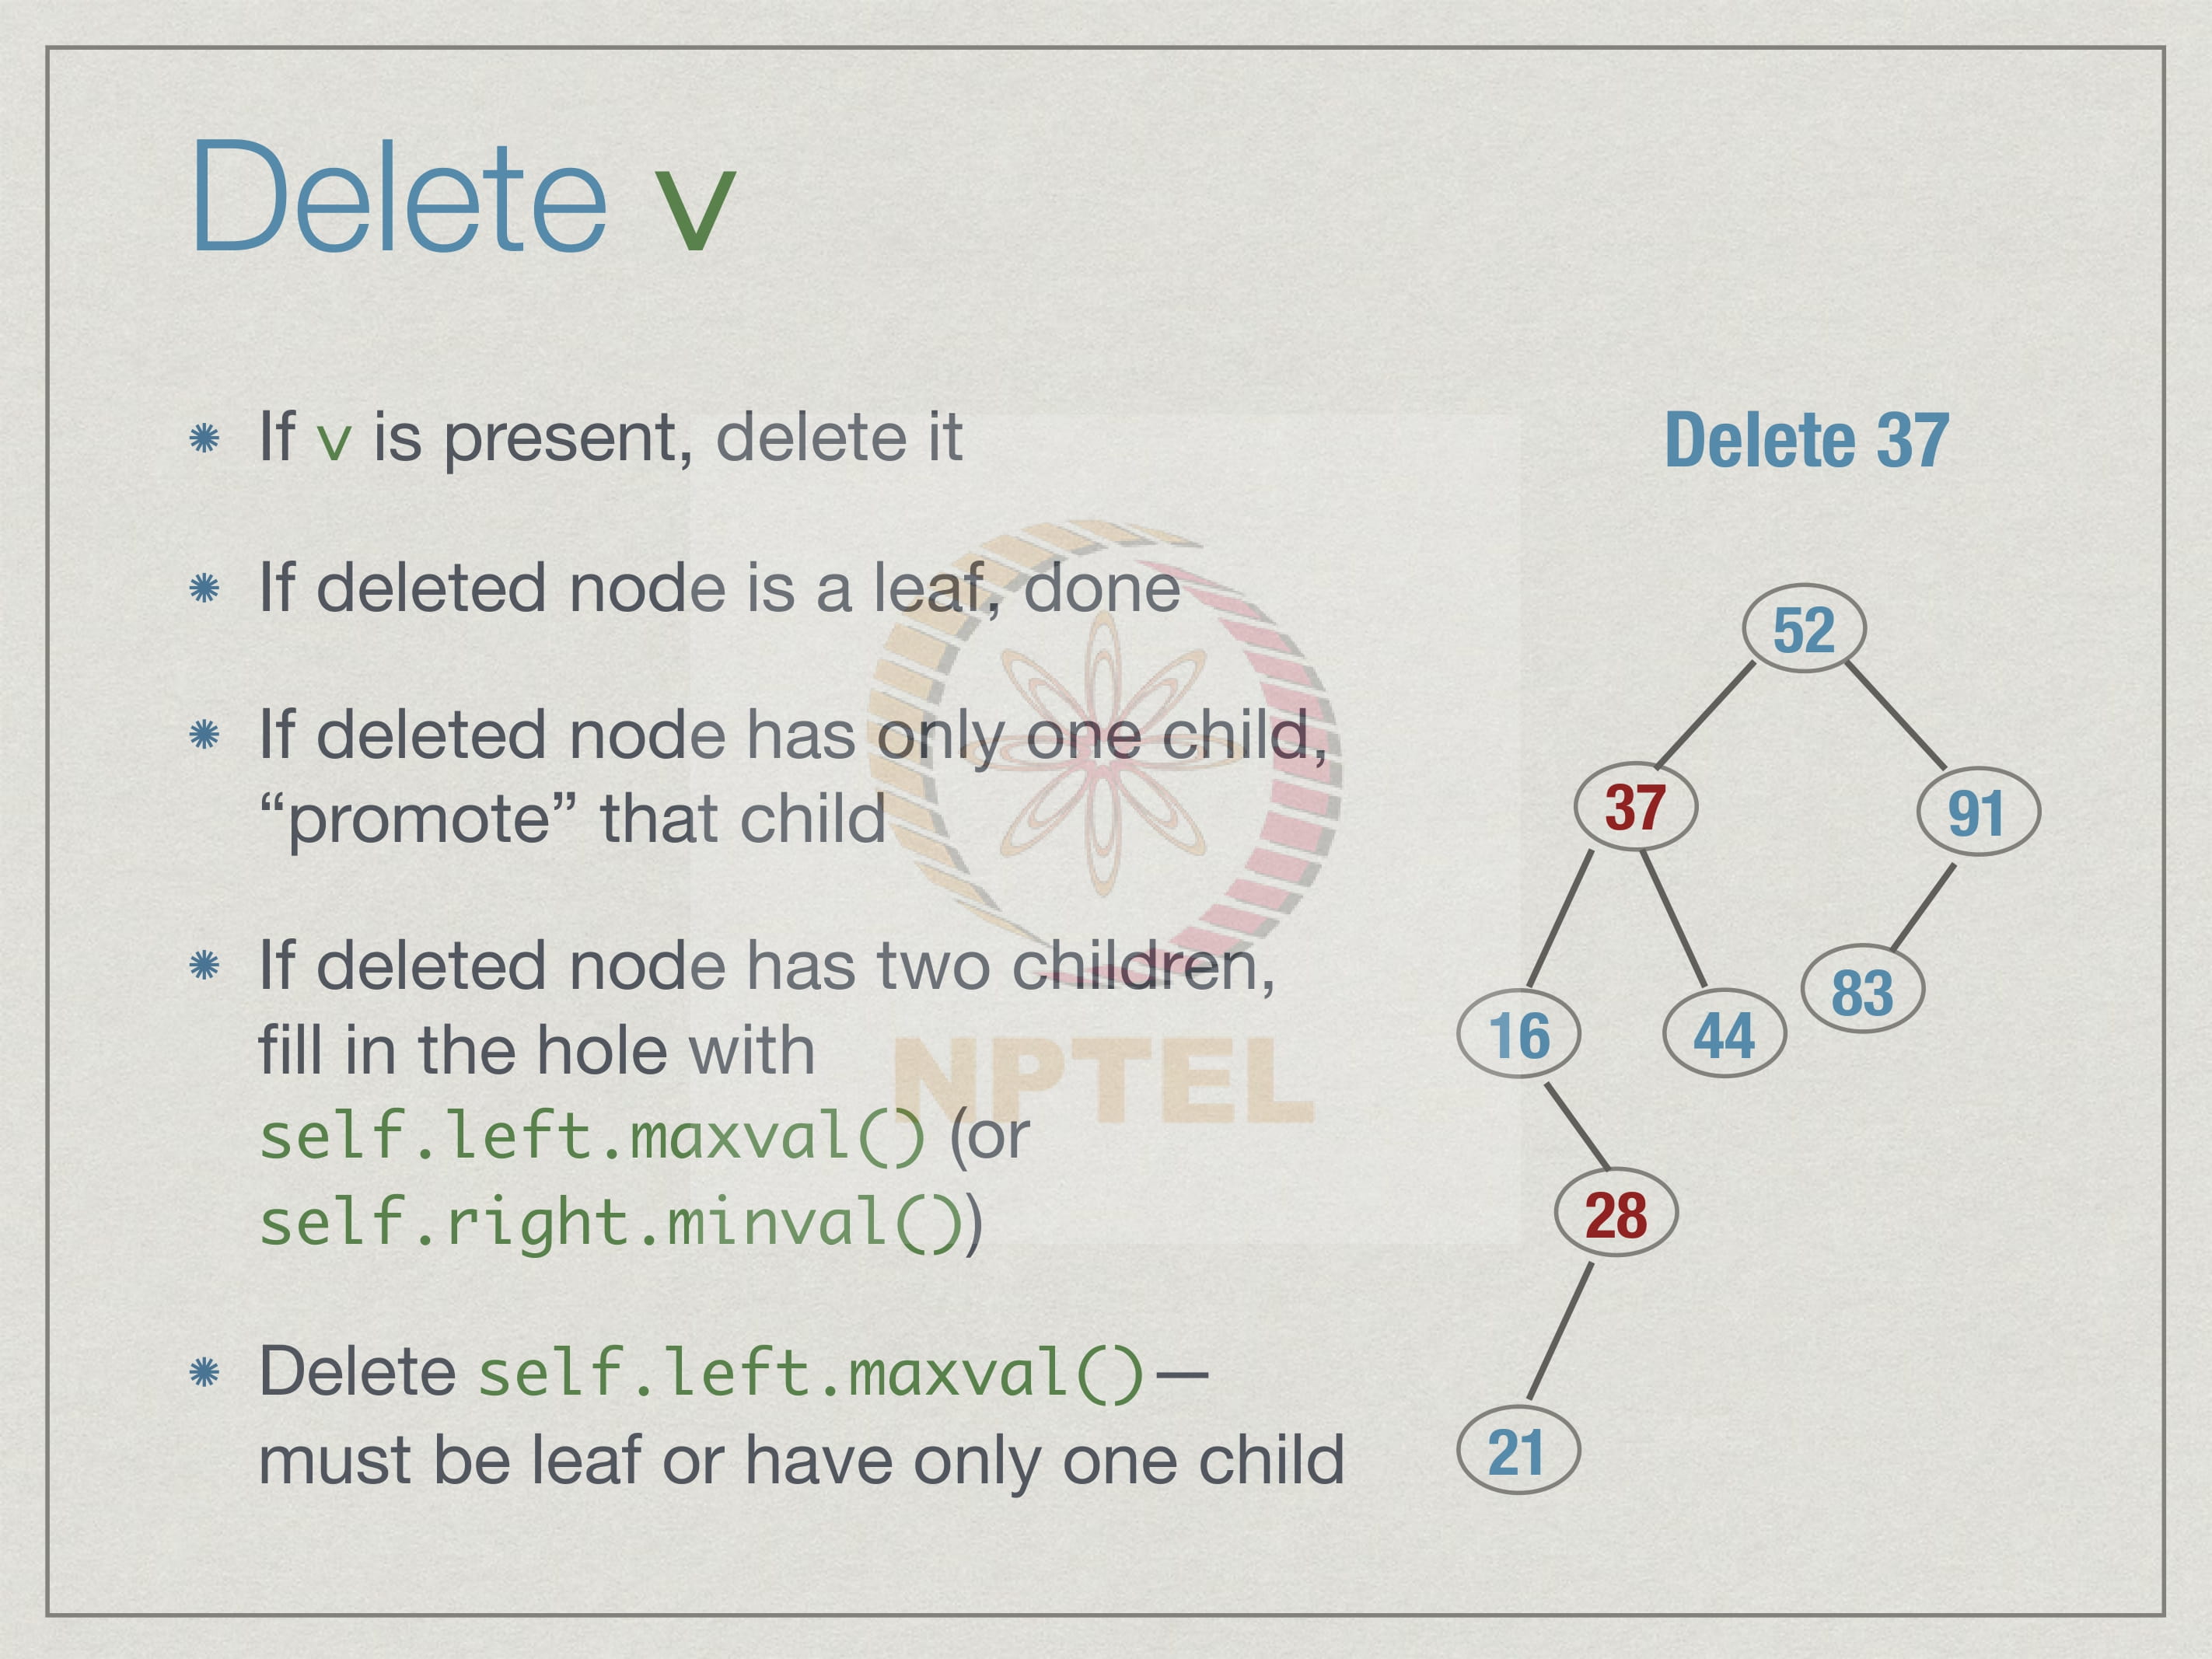 Delete v
If v is present, delete it
If deleted node is a leaf, done
If deleted node has only one child,
“promote” that child
If deleted node has two children,
fill in the hole with
self.left.maxval() (or
self.right.minval())
Delete self.left.maxval()—
must be leaf or have only one child
Delete 37
52
37
91
16
44
83
28
21
NPTEL